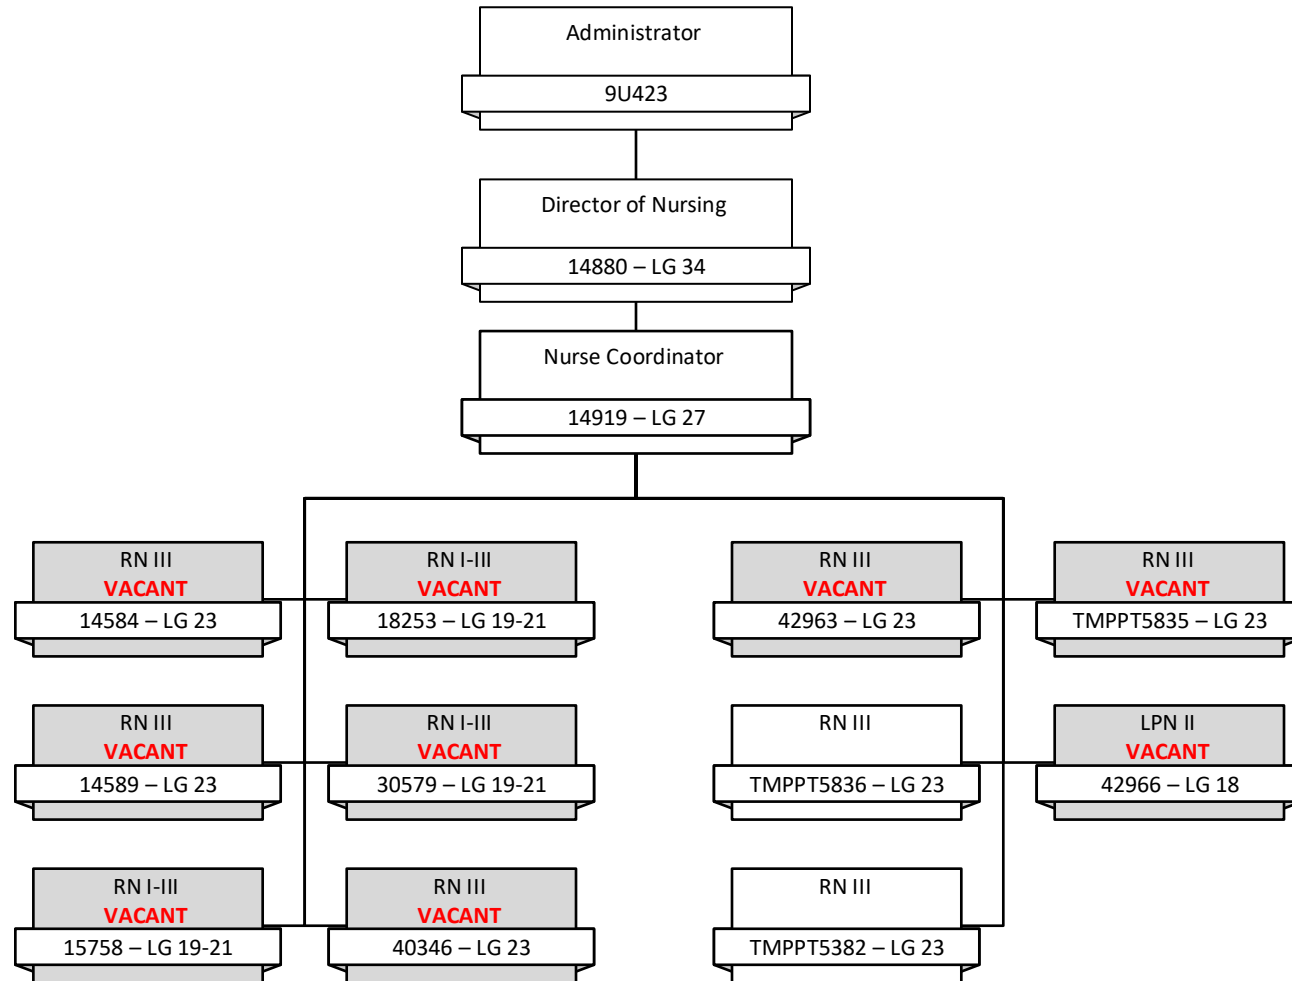 Administrator
9U423
Director of Nursing
14880 – LG 34
Nurse Coordinator
14919 – LG 27
RN III
VACANT
14584 – LG 23
RN I-III
VACANT
18253 – LG 19-21
RN III
VACANT
42963 – LG 23
RN III
VACANT
TMPPT5835 – LG 23
RN III
VACANT
14589 – LG 23
RN I-III
VACANT
30579 – LG 19-21
RN III
TMPPT5836 – LG 23
LPN II
VACANT
42966 – LG 18
RN I-III
VACANT
15758 – LG 19-21
RN III
VACANT
40346 – LG 23
RN III
TMPPT5382 – LG 23